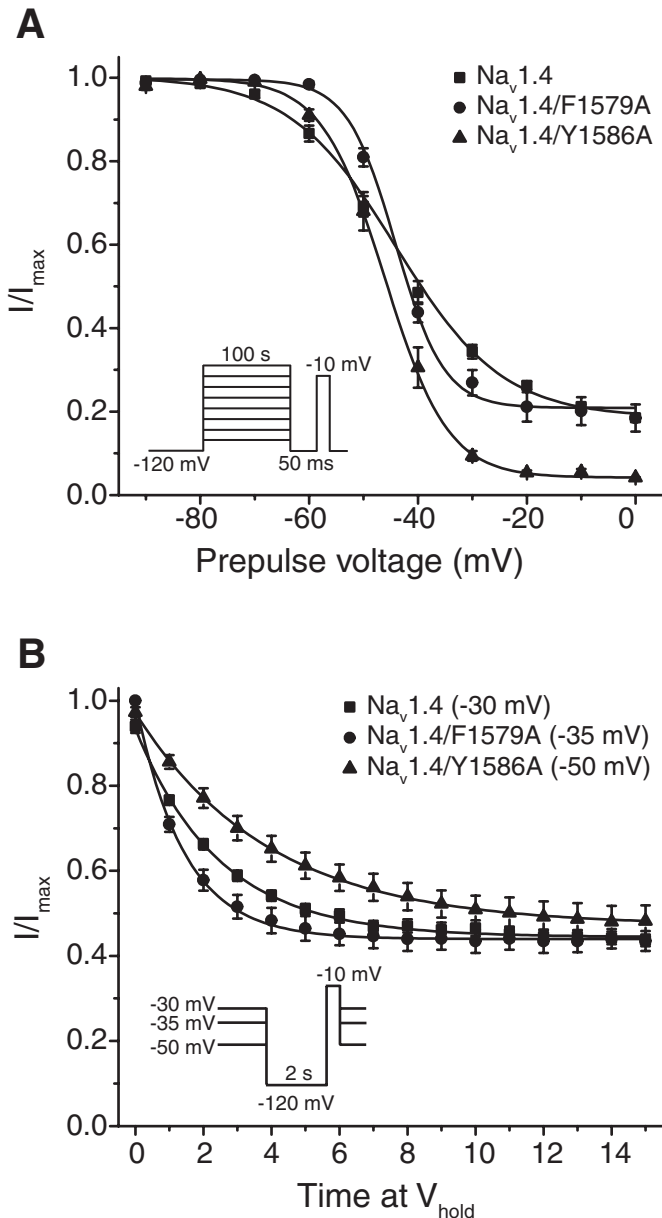 A
1.0
0.8
0.6
0.4
0.2
0.0
I/Imax
Nav1.4
Nav1.4/F1579A
Nav1.4/Y1586A
100 s
-10 mV
-120 mV
50 ms
-80
-60
-40
-20
0
Prepulse voltage (mV)
B
1.0
0.8
0.6
0.4
0.2
0.0
I/Imax
Nav1.4 (-30 mV)
Nav1.4/F1579A (-35 mV)
Nav1.4/Y1586A (-50 mV)
-10 mV
-30 mV
-35 mV
-50 mV
2 s
-120 mV
0
2
4
6
8
10
12
14
Time at Vhold